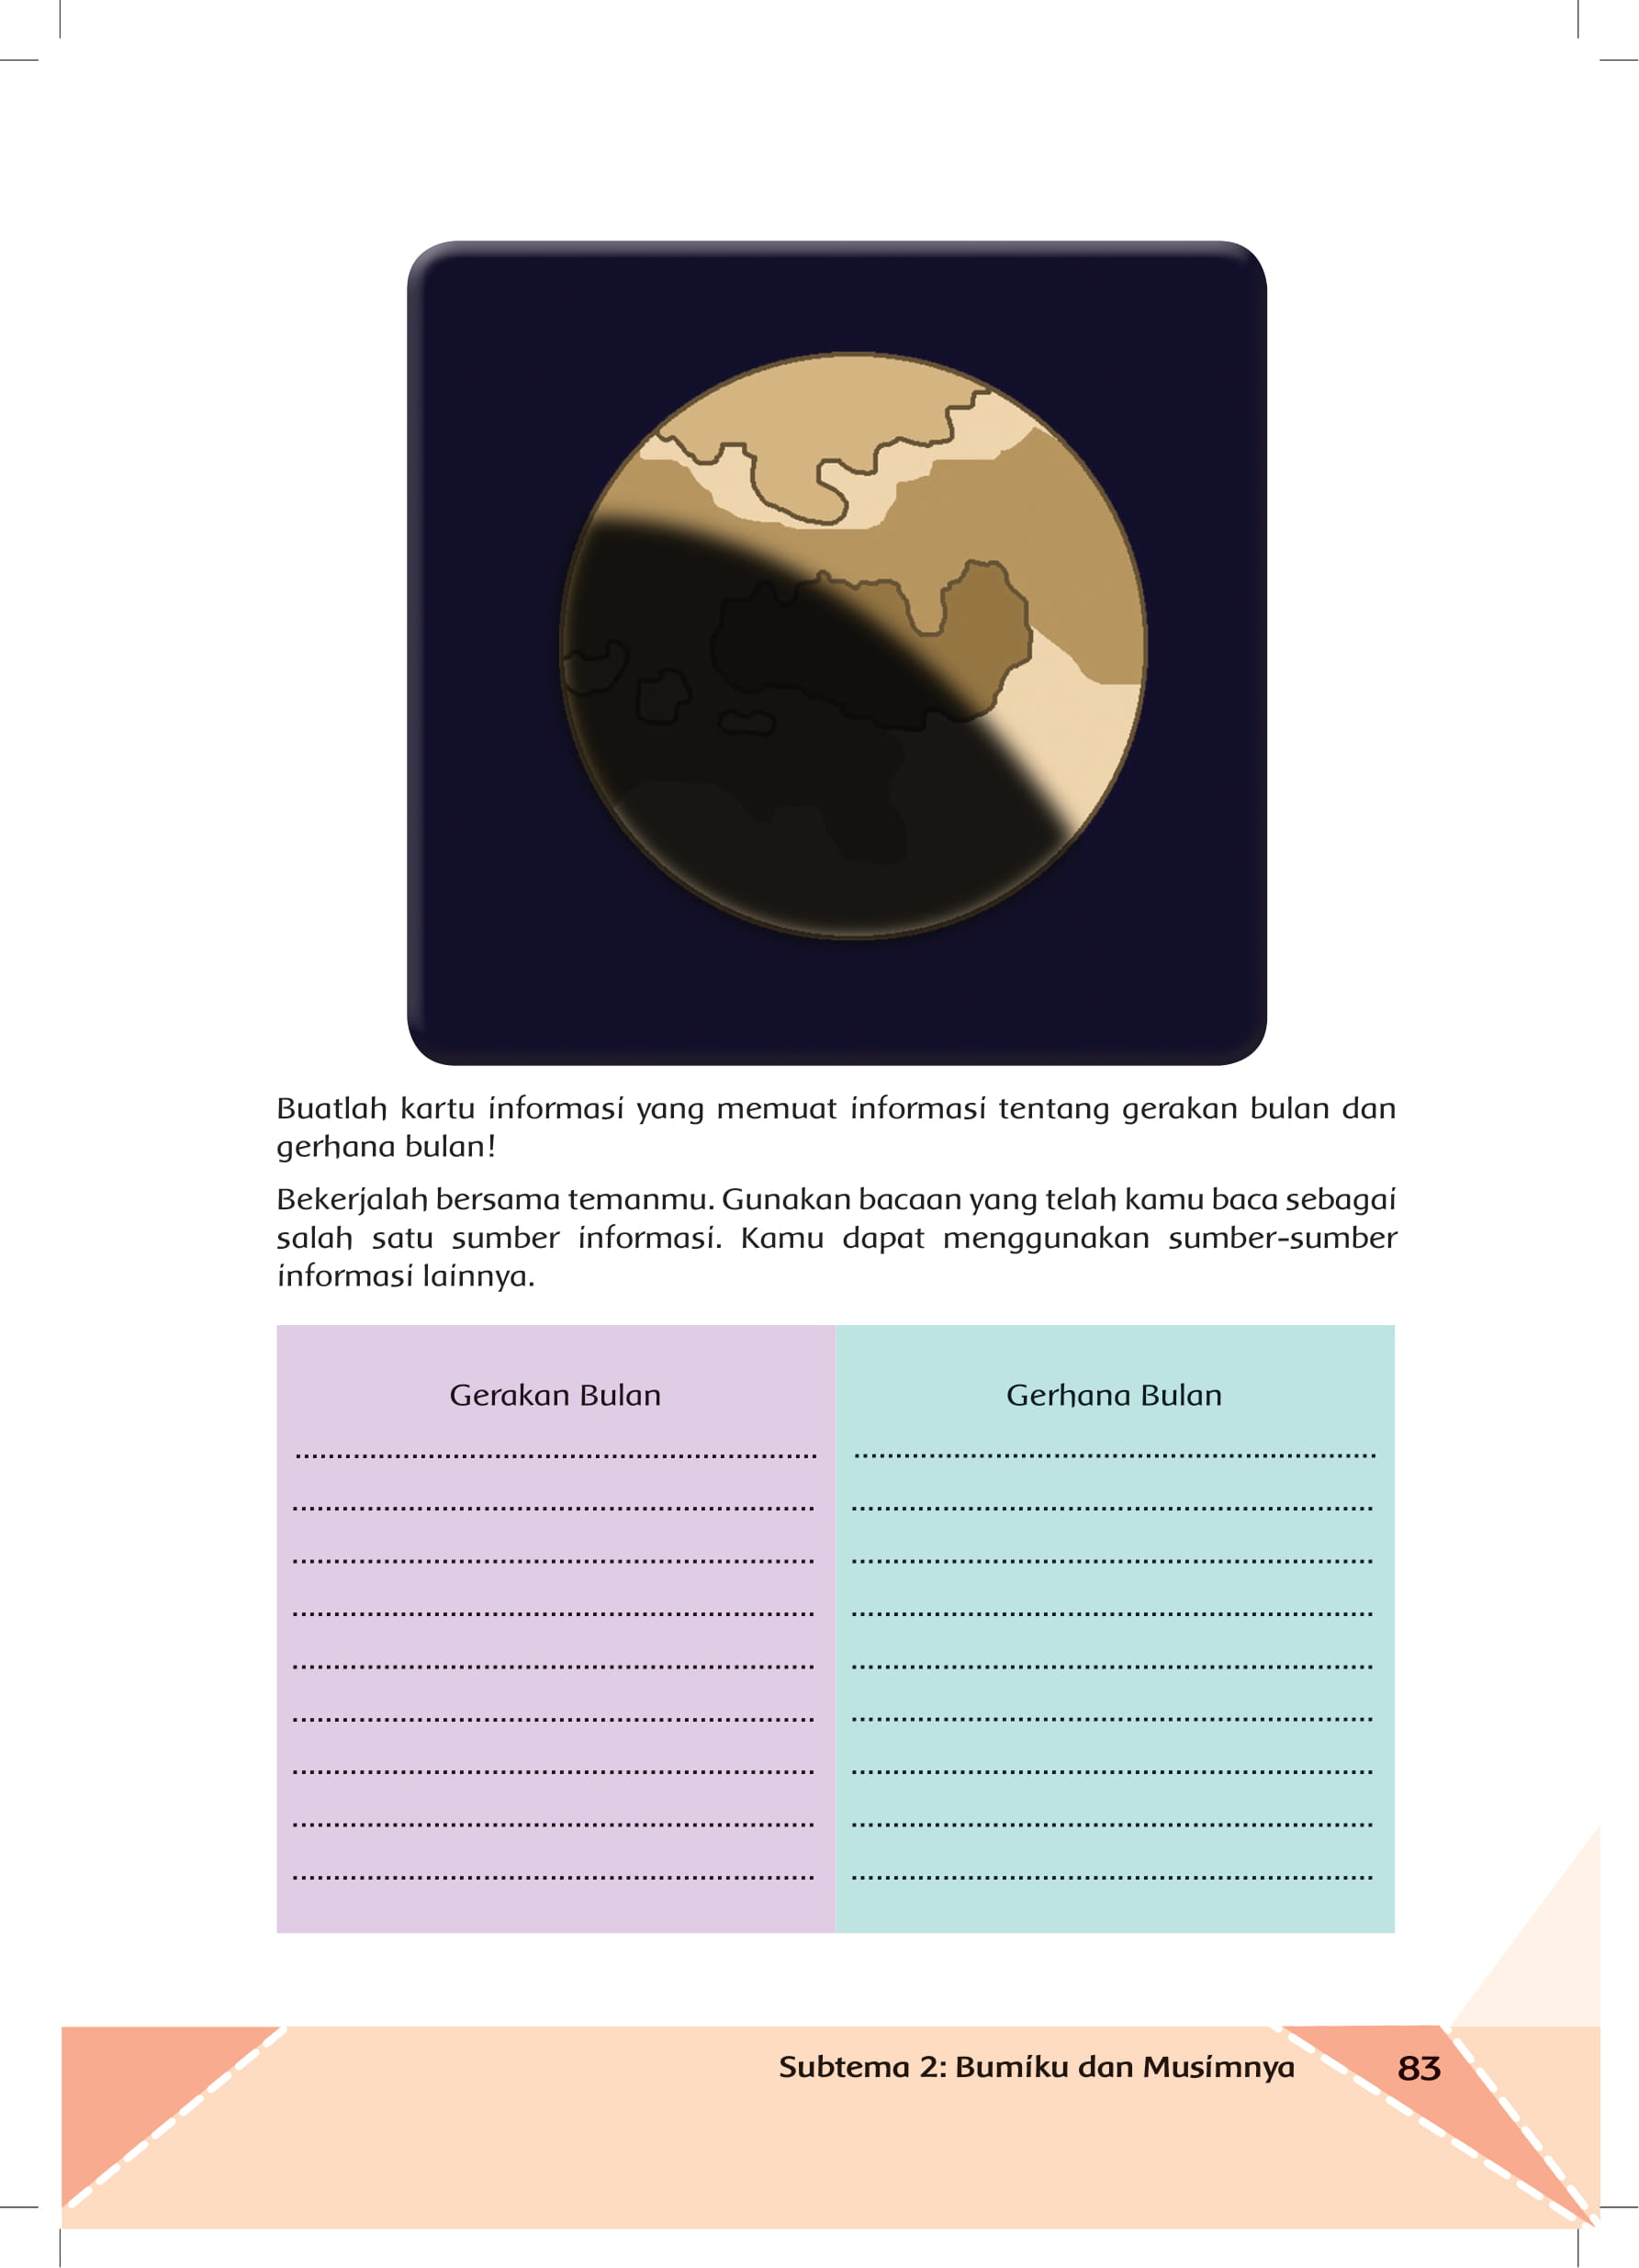 Buatlah kartu informasi yang memuat informasi tentang gerakan bulan dan
gerhana bulan!
Bekerjalah bersama temanmu. Gunakan bacaan yang telah kamu baca sebagai
salah satu sumber informasi. Kamu dapat menggunakan sumber-sumber
informasi lainnya.
Gerakan Bulan
Gerhana Bulan
Subtema 2: Bumiku dan Musimnya
83